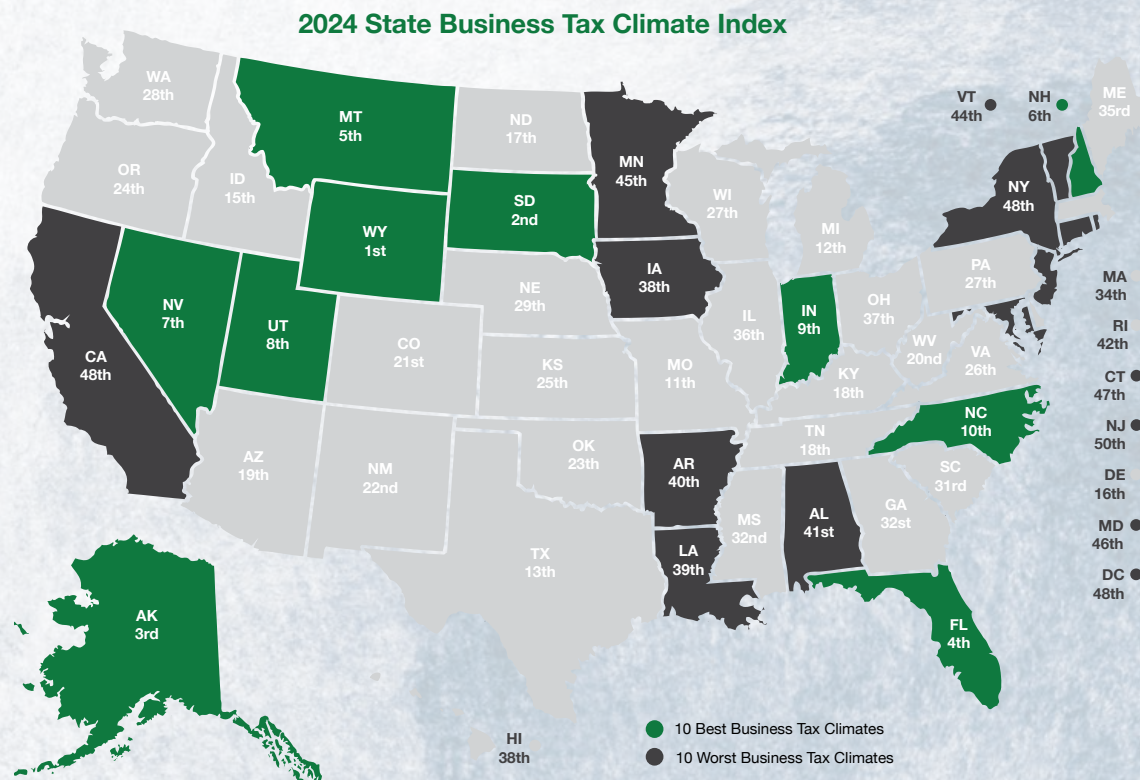 2024 State Business Tax Climate Index
WA
28th
MT
5th
ND
17th
MN
45th
VT
44th
NH
6th
ME
35rd
OR
24th
ID
15th
WY
1st
SD
2nd
WI
27th
MI
12th
NY
48th
NV
7th
UT
8th
CA
48th
CO
21st
NE
29th
IA
38th
IL
36th
IN
9th
OH
37th
PA
27th
MA
34th
RI
42th
KS
25th
MO
11th
KY
18th
WV
20nd
VA
26th
CT
47th
NC
10th
NJ
50th
AZ
19th
NM
22nd
OK
23th
AR
40th
TN
18th
SC
31rd
DE
16th
MS
32nd
AL
41st
GA
32st
MD
46th
TX
13th
LA
39th
DC
48th
AK
3rd
FL
4th
HI
38th
10 Best Business Tax Climates
10 Worst Business Tax Climates